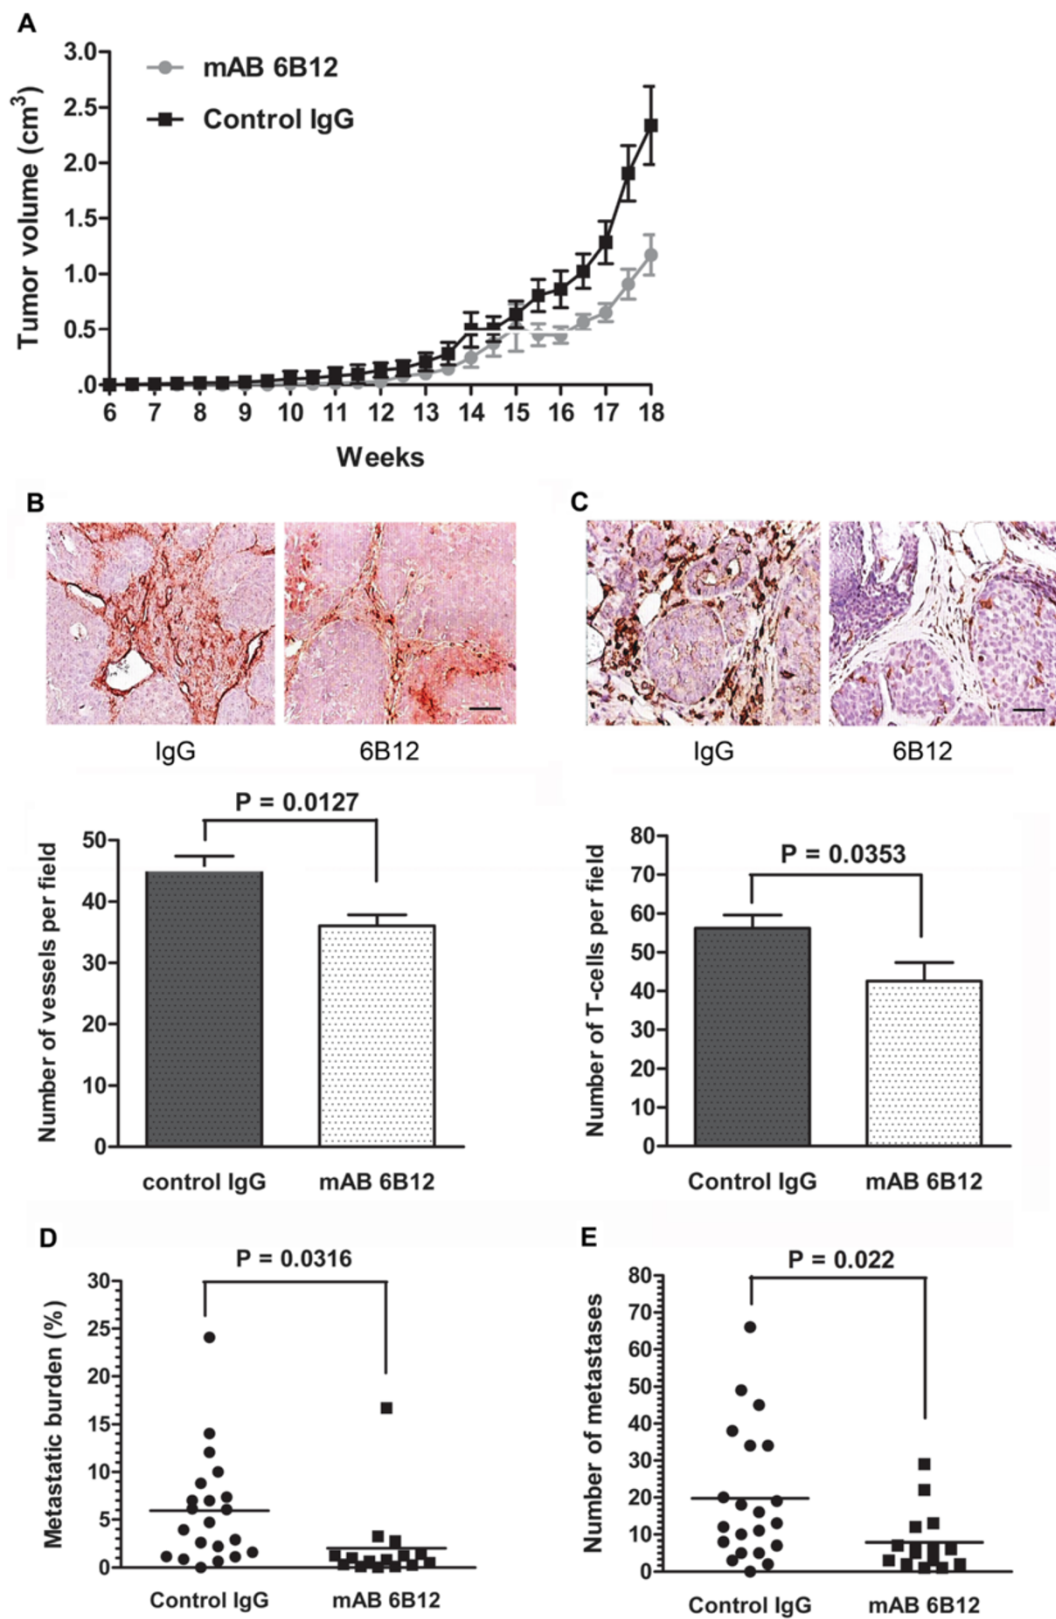 A
3.0
mAB 6B12
2.5
Control IgG
2.0
1.5
1.0
0.5
.0
Tumor volume (cm³)
6 7 8 9 10 11 12 13 14 15 16 17 18
Weeks
B
IgG 6B12
P = 0.0127
50
40
30
20
10
0
Number of vessels per field
control IgG mAB 6B12
C
IgG 6B12
80
P = 0.0353
70
60
50
40
30
20
10
0
Number of T-cells per field
Control IgG mAB 6B12
D
P = 0.0316
30
25
20
15
10
5
0
Metastatic burden (%)
Control IgG mAB 6B12
E
P = 0.022
80
70
60
50
40
30
20
10
0
Number of metastases
Control IgG mAB 6B12